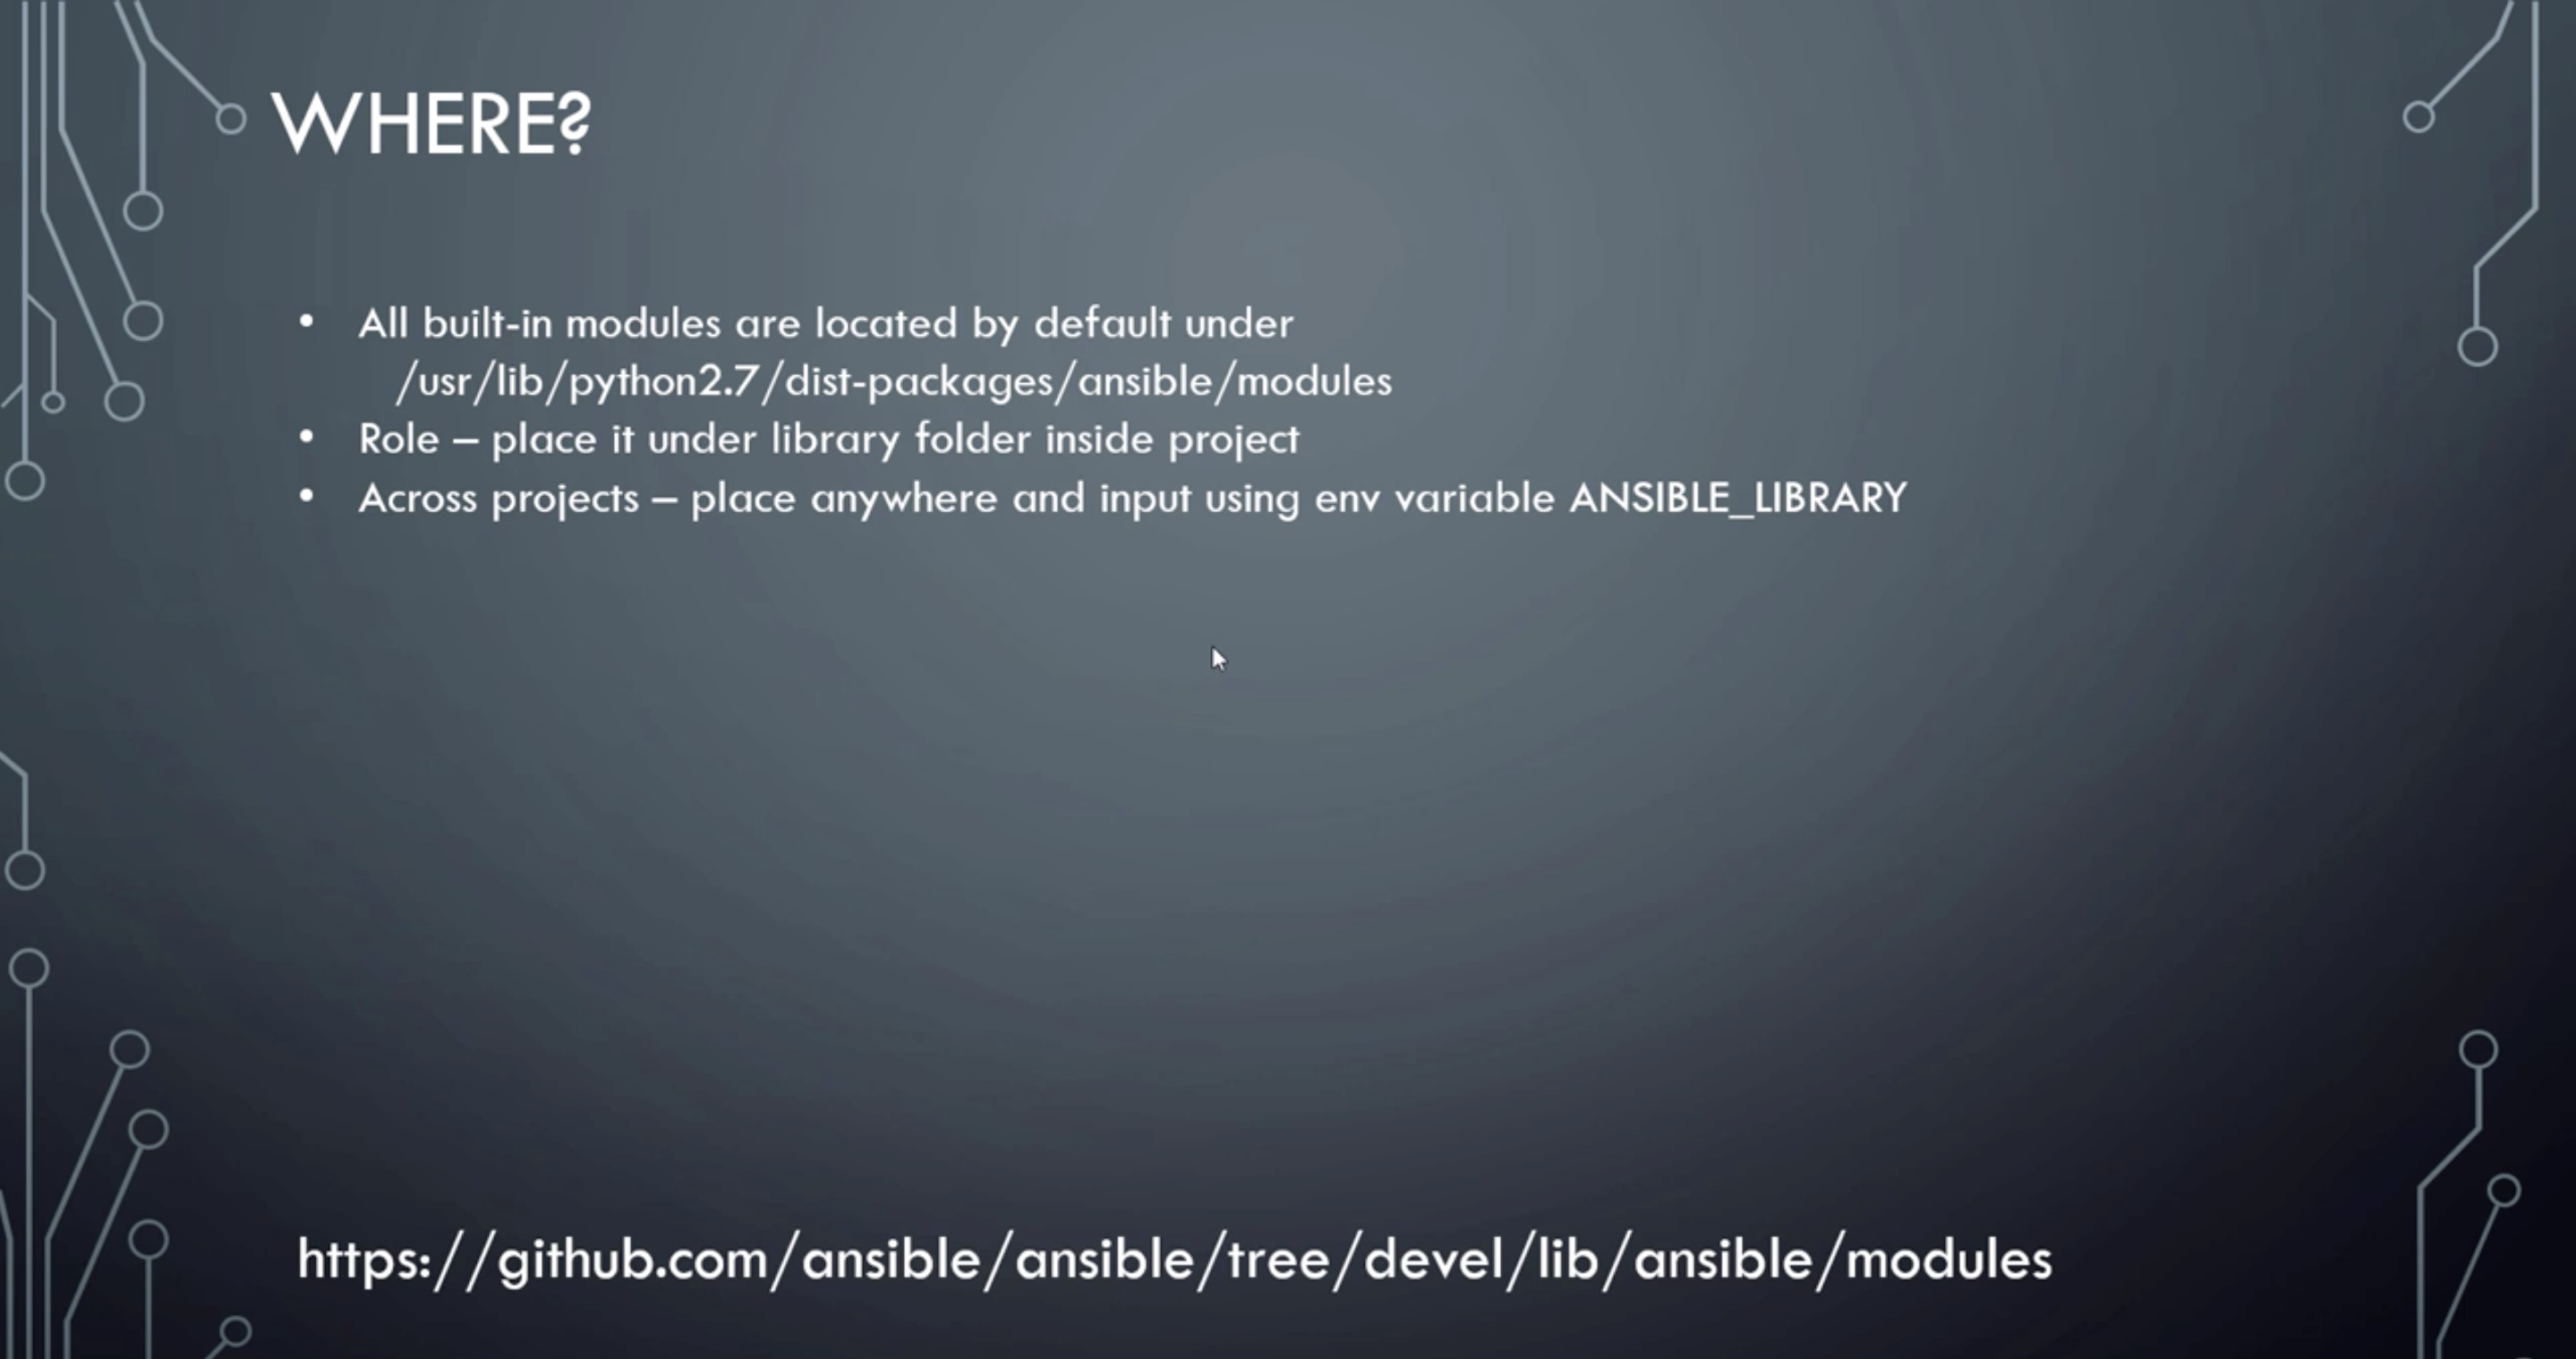 WHERE?
• All built-in modules are located by default under
/usr/lib/python2.7/dist-packages/ansible/modules
• Role – place it under library folder inside project
• Across projects – place anywhere and input using env variable ANSIBLE_LIBRARY
https://github.com/ansible/ansible/tree/devel/lib/ansible/modules